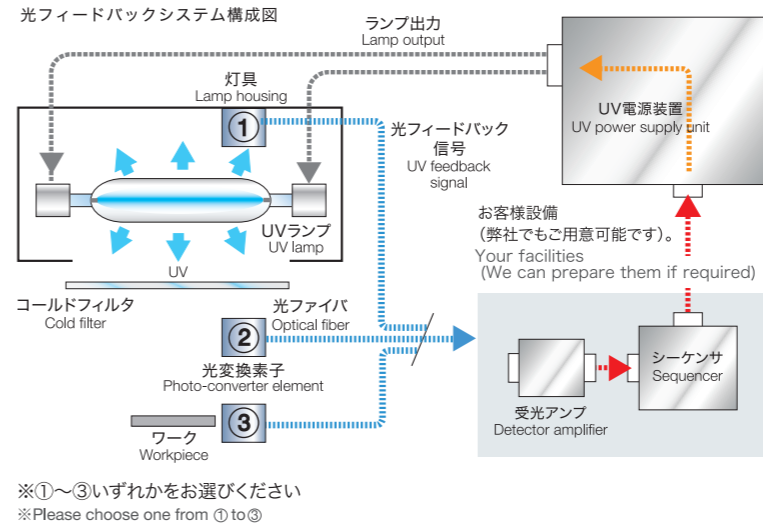 光フィードバックシステム構成図
ランプ出力
Lamp output
灯具
Lamp housing
①
光フィードバック
信号
UV feedback
signal
UV電源装置
UV power supply unit
UVランプ
UV lamp
UV
お客様設備
（弊社でもご用意可能です）。
Your facilities
(We can prepare them if required)
コールドフィルタ
Cold filter
光ファイバ
Optical fiber
②
光変換素子
Photo-converter element
シーケンサ
Sequencer
受光アンプ
Detector amplifier
③
ワーク
Workpiece
※①～③いずれかをお選びください
※Please choose one from ① to③